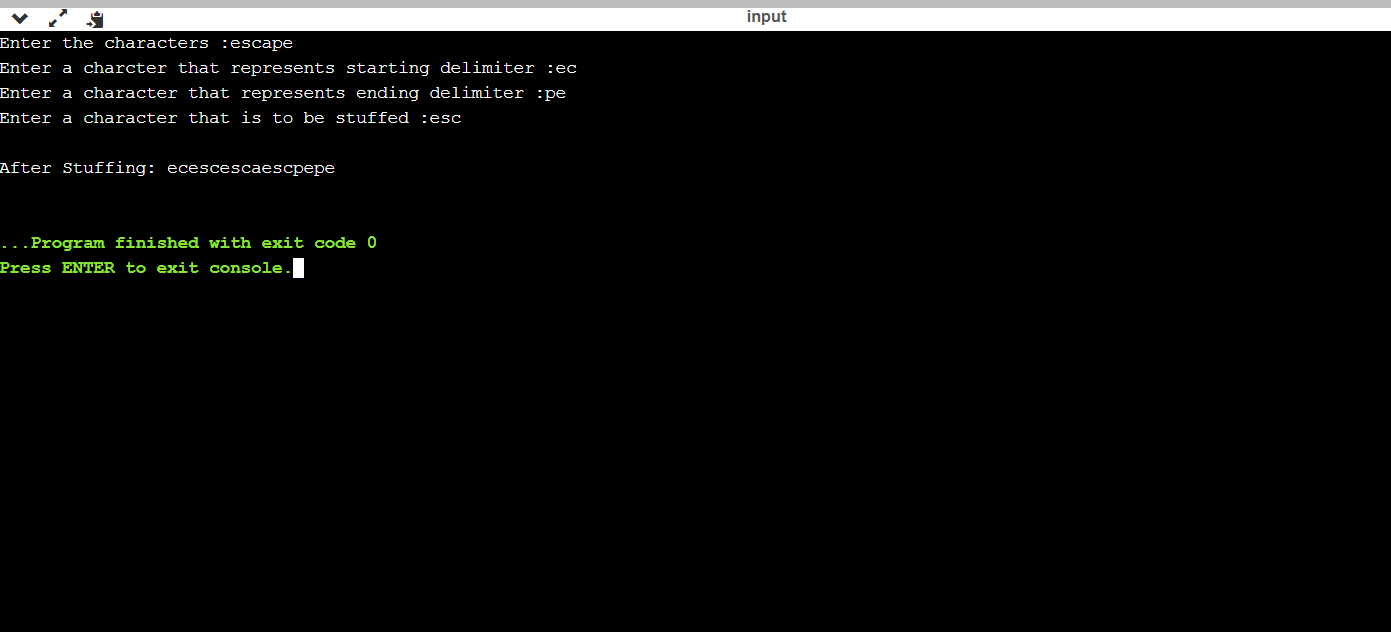 input
Enter the characters :escape
Enter a charcter that represents starting delimiter :ec
Enter a character that represents ending delimiter :pe
Enter a character that is to be stuffed :esc
After Stuffing: ecescescaescpepe
...Program finished with exit code 0
Press ENTER to exit console.